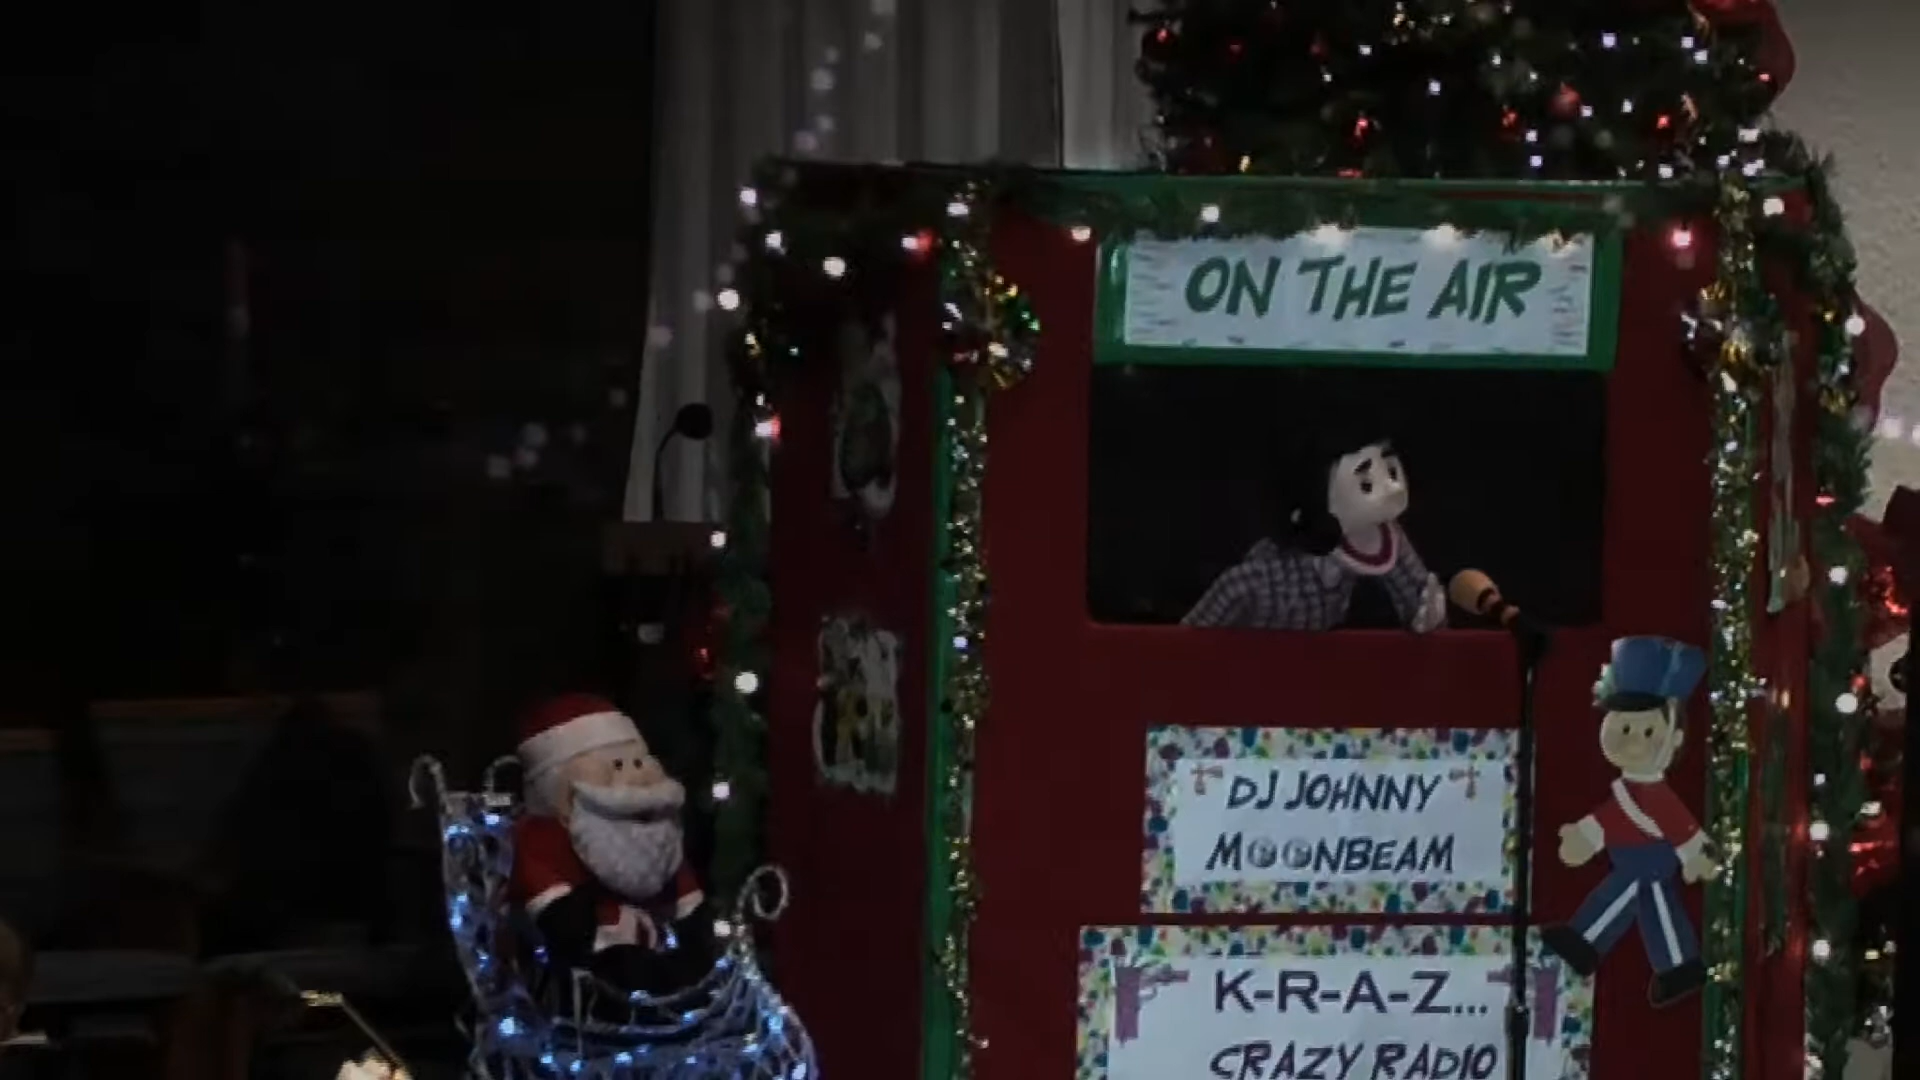 ON THE AIR
DJ JOHNNY
MOONBEAM
K-R-A-Z...
CRAZY RADIO